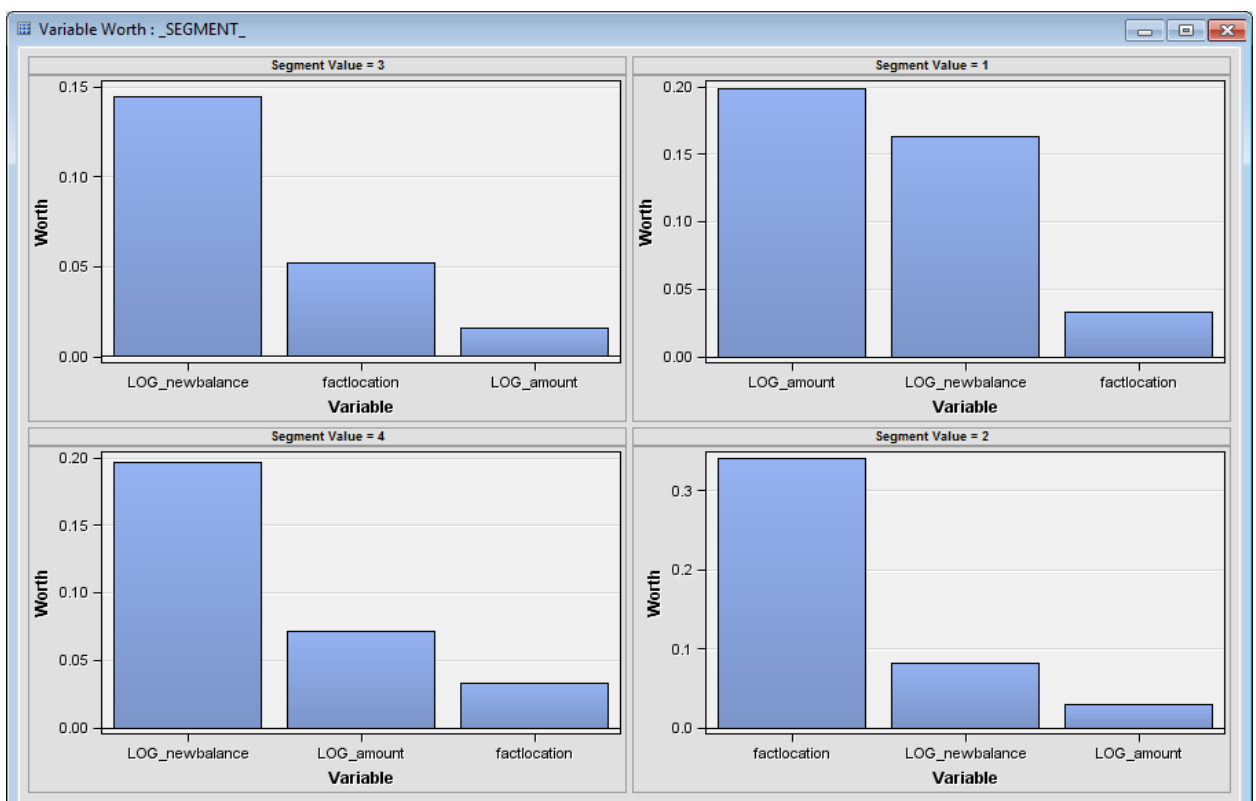 Variable Worth : _SEGMENT_
Segment Value = 3
0.15
0.10
0.05
0.00
Worth
LOG_newbalance factlocation LOG_amount
Variable
Segment Value = 1
0.20
0.15
0.10
0.05
0.00
Worth
LOG_amount LOG_newbalance factlocation
Variable
Segment Value = 4
0.20
0.15
0.10
0.05
0.00
Worth
LOG_newbalance LOG_amount factlocation
Variable
Segment Value = 2
0.3
0.2
0.1
0.0
Worth
factlocation LOG_newbalance LOG_amount
Variable